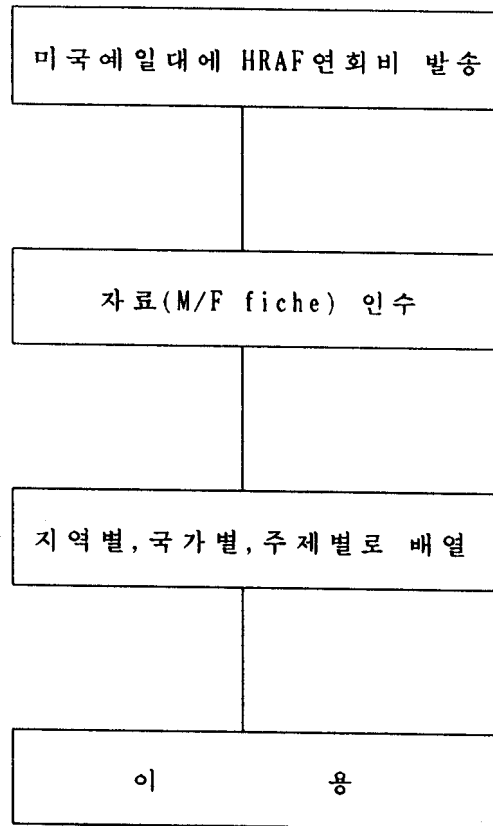 미국예일대에 HRAF연회비 발송
자료(M/F fiche) 인수
지역별,국가별,주제별로 배열
이 용